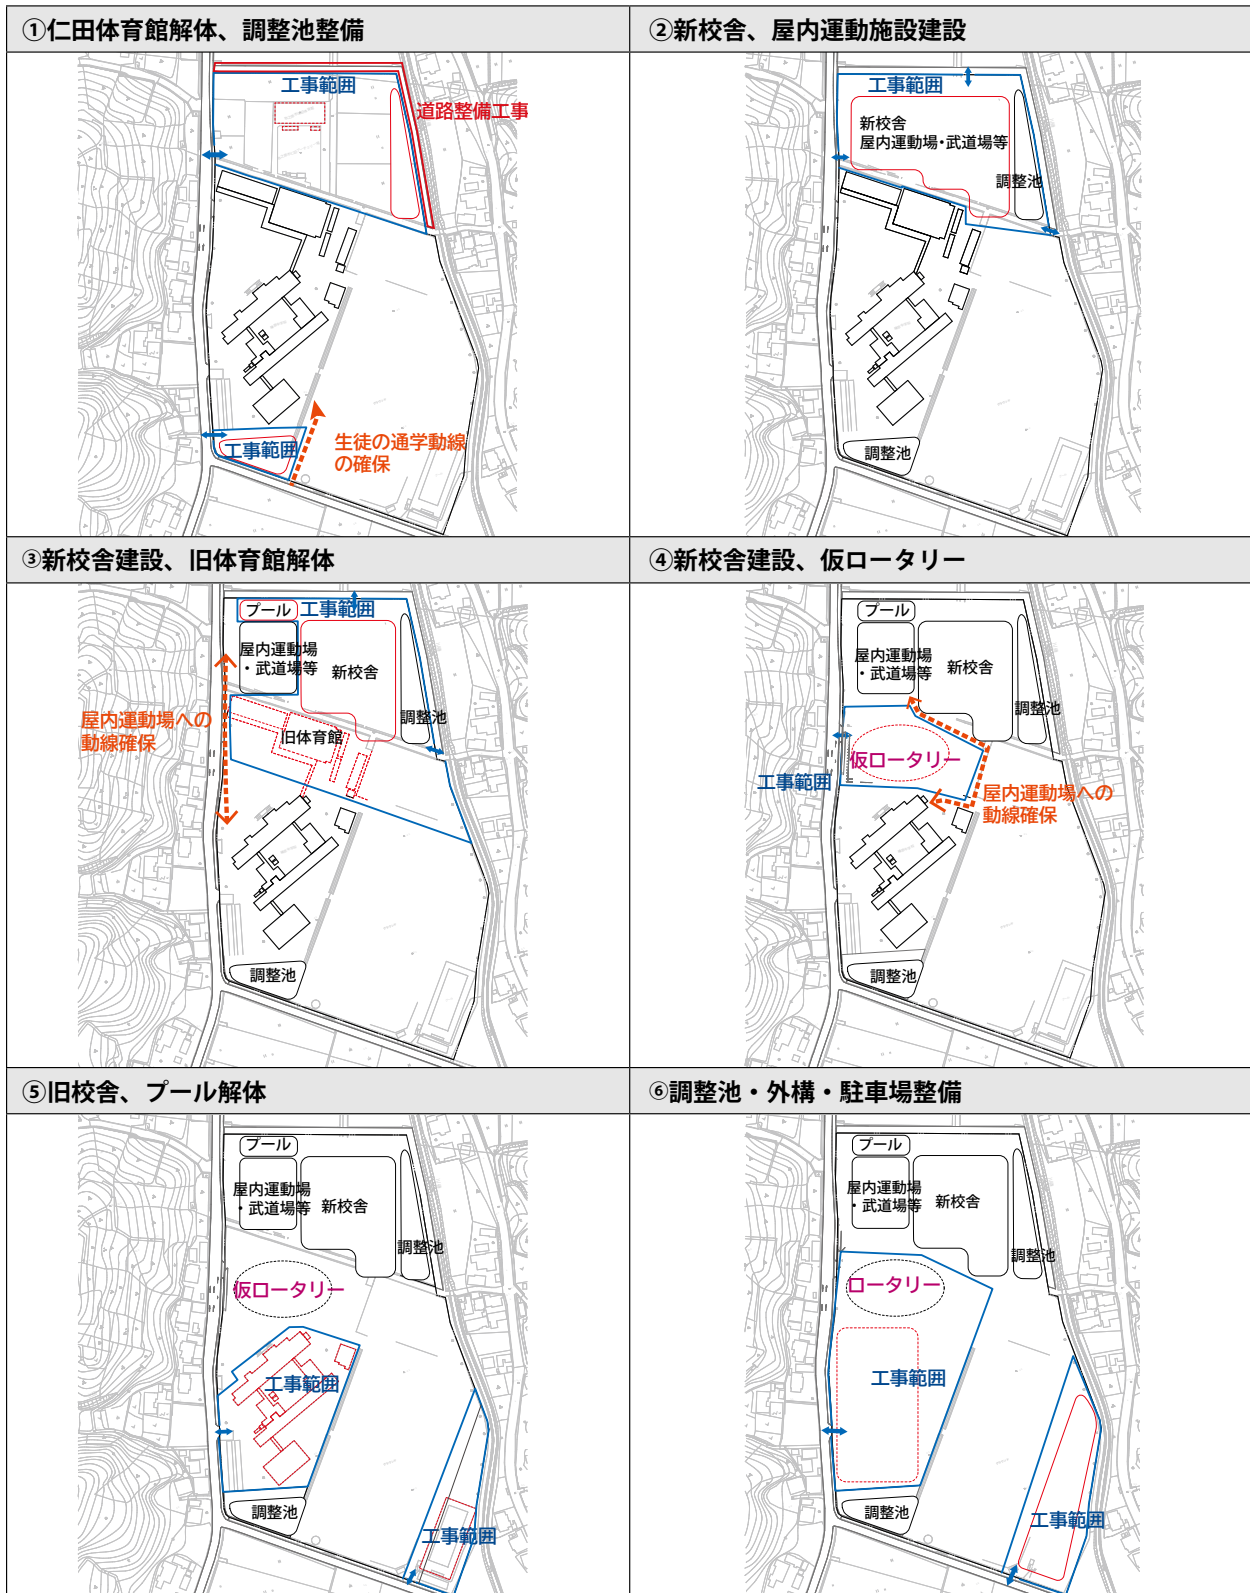 ①仁田体育館解体、調整池整備
工事範囲
道路整備工事
工事範囲
生徒の通学動線
の確保
②新校舎、屋内運動施設建設
工事範囲
新校舎
屋内運動場・武道場等
調整池
調整池
③新校舎建設、旧体育館解体
プール
工事範囲
屋内運動場
・武道場等
新校舎
調整池
屋内運動場への
動線確保
旧体育館
調整池
④新校舎建設、仮ロータリー
プール
屋内運動場
・武道場等
新校舎
調整池
仮ロータリー
工事範囲
屋内運動場への
動線確保
調整池
⑤旧校舎、プール解体
プール
屋内運動場
・武道場等
新校舎
調整池
仮ロータリー
工事範囲
調整池
工事範囲
⑥調整池・外構・駐車場整備
プール
屋内運動場
・武道場等
新校舎
調整池
ロータリー
工事範囲
調整池
工事範囲